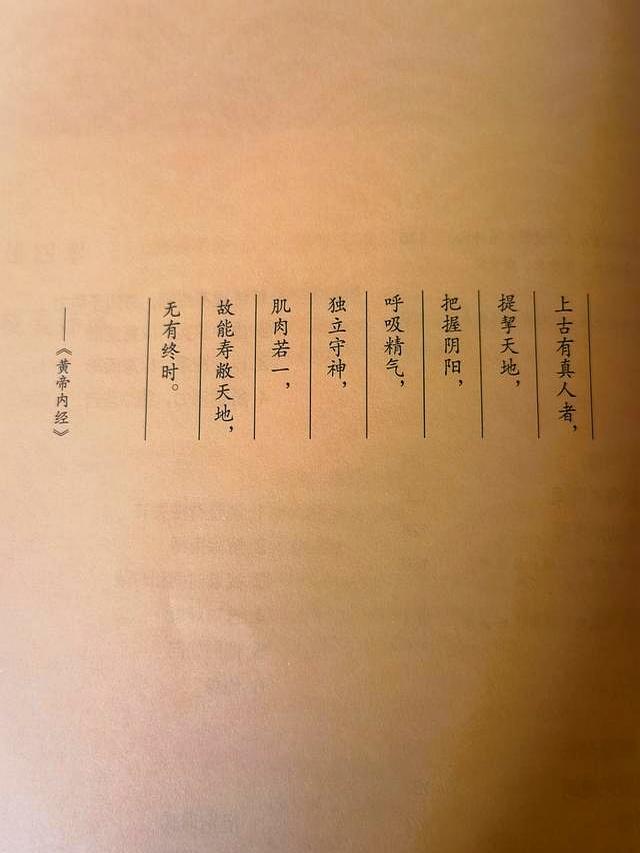 上古有真人者，
提挈天地，
把握阴阳，
呼吸精气，
独立守神，
肌肉若一，
故能寿敝天地，
无有终时。
——《黄帝内经》